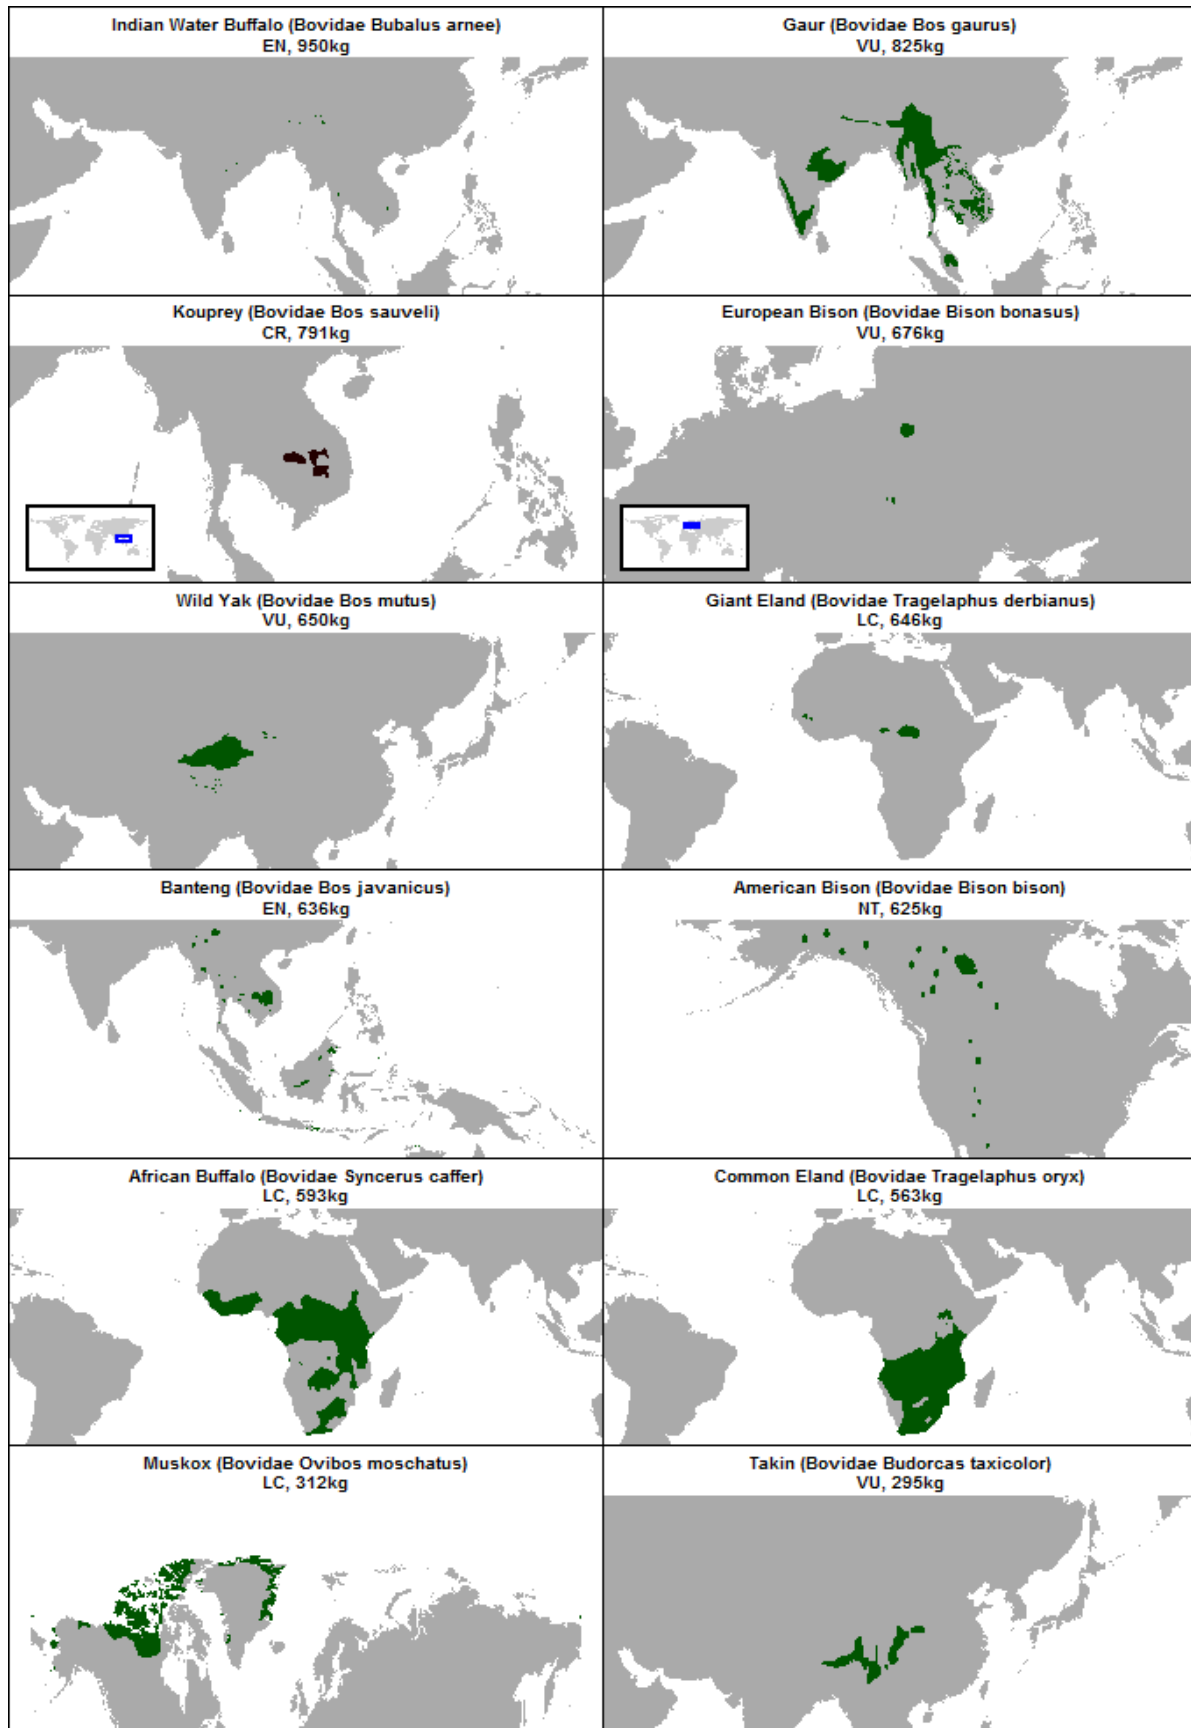 Indian Water Buffalo (Bovidae Bubalus arnee)
EN, 950kg
Gaur (Bovidae Bos gaurus)
VU, 825kg
Kouprey (Bovidae Bos sauveli)
CR, 791kg
European Bison (Bovidae Bison bonasus)
VU, 676kg
Wild Yak (Bovidae Bos mutus)
VU, 650kg
Giant Eland (Bovidae Tragelaphus derbianus)
LC, 646kg
Banteng (Bovidae Bos javanicus)
EN, 636kg
American Bison (Bovidae Bison bison)
NT, 625kg
African Buffalo (Bovidae Syncerus caffer)
LC, 593kg
Common Eland (Bovidae Tragelaphus oryx)
LC, 563kg
Muskox (Bovidae Ovibos moschatus)
LC, 312kg
Takin (Bovidae Budorcas taxicolor)
VU, 295kg